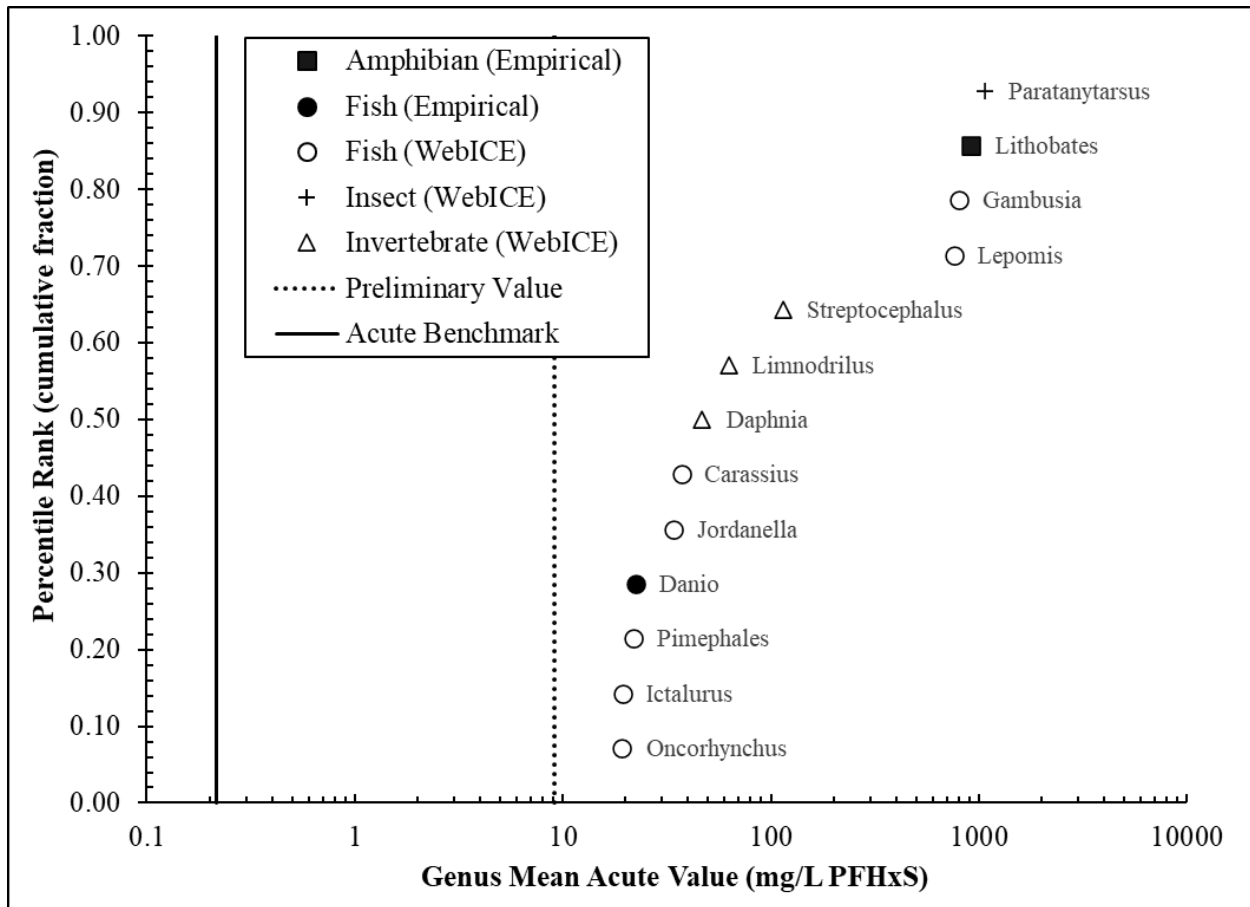 1.00
0.90
0.80
0.70
0.60
0.50
0.40
0.30
0.20
0.10
0.00
Percentile Rank (cumulative fraction)
Amphibian (Empirical)
Fish (Empirical)
Fish (WebICE)
Insect (WebICE)
Invertebrate (WebICE)
Preliminary Value
Acute Benchmark
Paratanytarsus
Lithobates
Gambusia
Lepomis
Streptocephalus
Limnodrilus
Daphnia
Carassius
Jordanella
Danio
Pimephales
Ictalurus
Oncorhynchus
0.1 1 10 100 1000 10000
Genus Mean Acute Value (mg/L PFHxS)